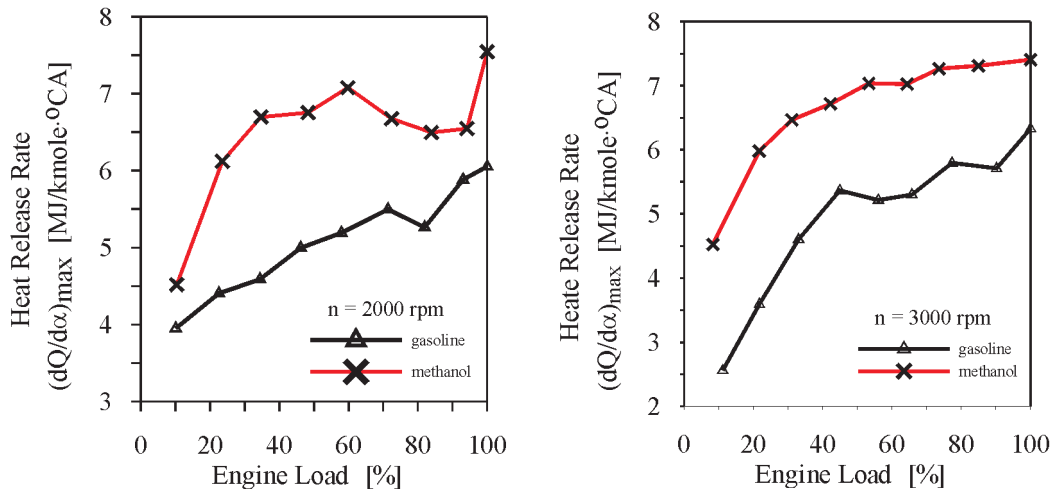 Heat Release Rate
(dQ/dα)max [MJ/kmole·ºCA]
8
7
6
5
4
3
n = 2000 rpm
gasoline
methanol
0 20 40 60 80 100
Engine Load [%]
Heate Release Rate
(dQ/dα)max [MJ/kmole·ºCA]
8
7
6
5
4
3
2
n = 3000 rpm
gasoline
methanol
0 20 40 60 80 100
Engine Load [%]